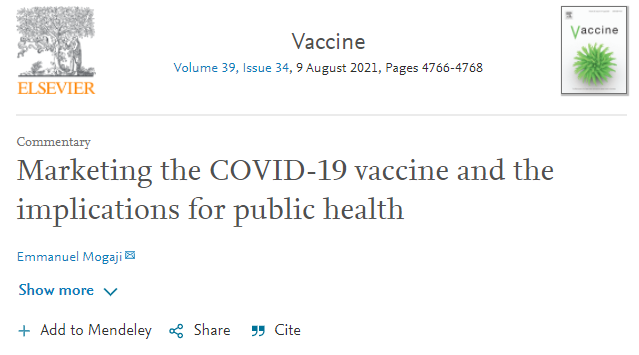 ELSEVIER
Vaccine
Volume 39, Issue 34, 9 August 2021, Pages 4766-4768
Vaccine
Commentary
Marketing the COVID-19 vaccine and the
implications for public health
Emmanuel Mogaji
Show more
Add to Mendeley
Share
Cite